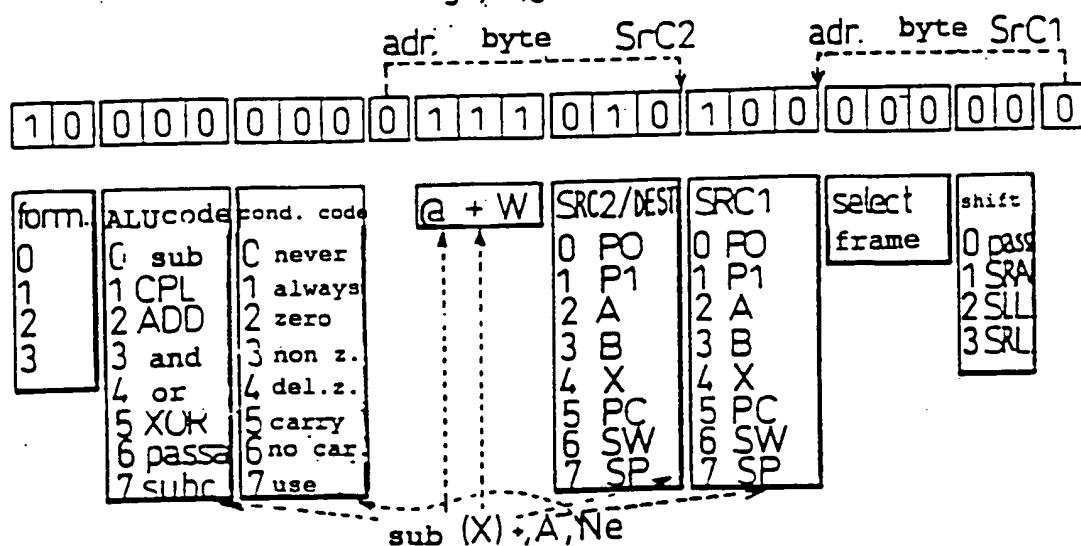 adr. byte SrC2 adr. byte SrC1
1 0 0 0 0 0 0 0 0 1 1 1 0 1 0 1 0 0 0 0 0 0 0 0
form. ALUcode cond. code @ + W SRC2/DEST SRC1 select shift
frame
0 sub 0 never 0 PO 0 PO 0 pass
0 1 CPL 1 always 1 P1 1 P1 1 SRA
1 2 ADD 2 zero 2 A 2 A 2 SLL
2 3 and 3 non z. 3 B 3 B 3 SRL
3 4 or 4 del.z. 4 X 4 X
5 XOR 5 carry 5 PC 5 PC
6 passa 6 no car. 6 SW 6 SW
7 subc 7 use 7 SP 7 SP
sub (X)+,A,Ne